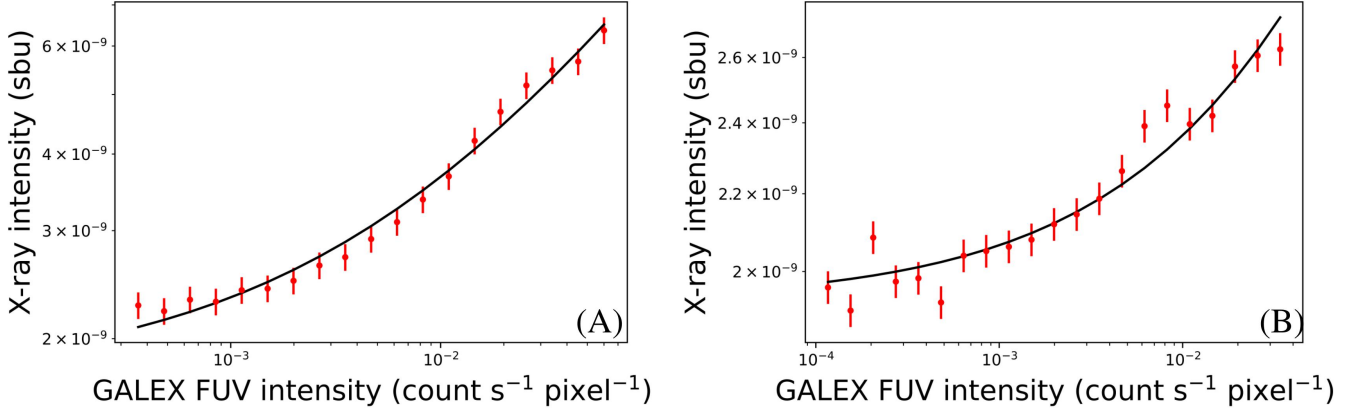 6 × 10⁻⁹
4 × 10⁻⁹
3 × 10⁻⁹
2 × 10⁻⁹
X-ray intensity (sbu)
10⁻³
10⁻²
GALEX FUV intensity (count s⁻¹ pixel⁻¹)
(A)
2.6 × 10⁻⁹
2.4 × 10⁻⁹
2.2 × 10⁻⁹
2 × 10⁻⁹
X-ray intensity (sbu)
10⁻⁴
10⁻³
10⁻²
GALEX FUV intensity (count s⁻¹ pixel⁻¹)
(B)